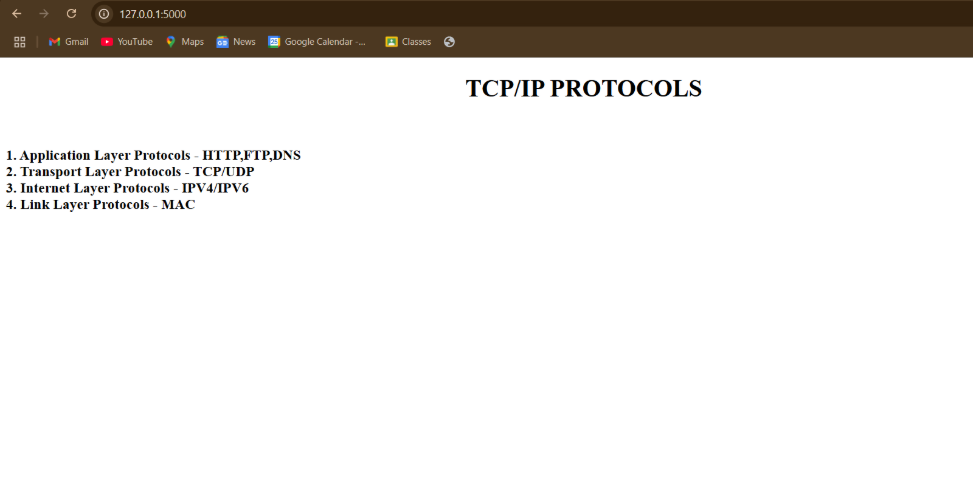 127.0.0.1:5000
Gmail YouTube Maps News Google Calendar -... Classes
TCP/IP PROTOCOLS
1. Application Layer Protocols - HTTP,FTP,DNS
2. Transport Layer Protocols - TCP/UDP
3. Internet Layer Protocols - IPV4/IPV6
4. Link Layer Protocols - MAC